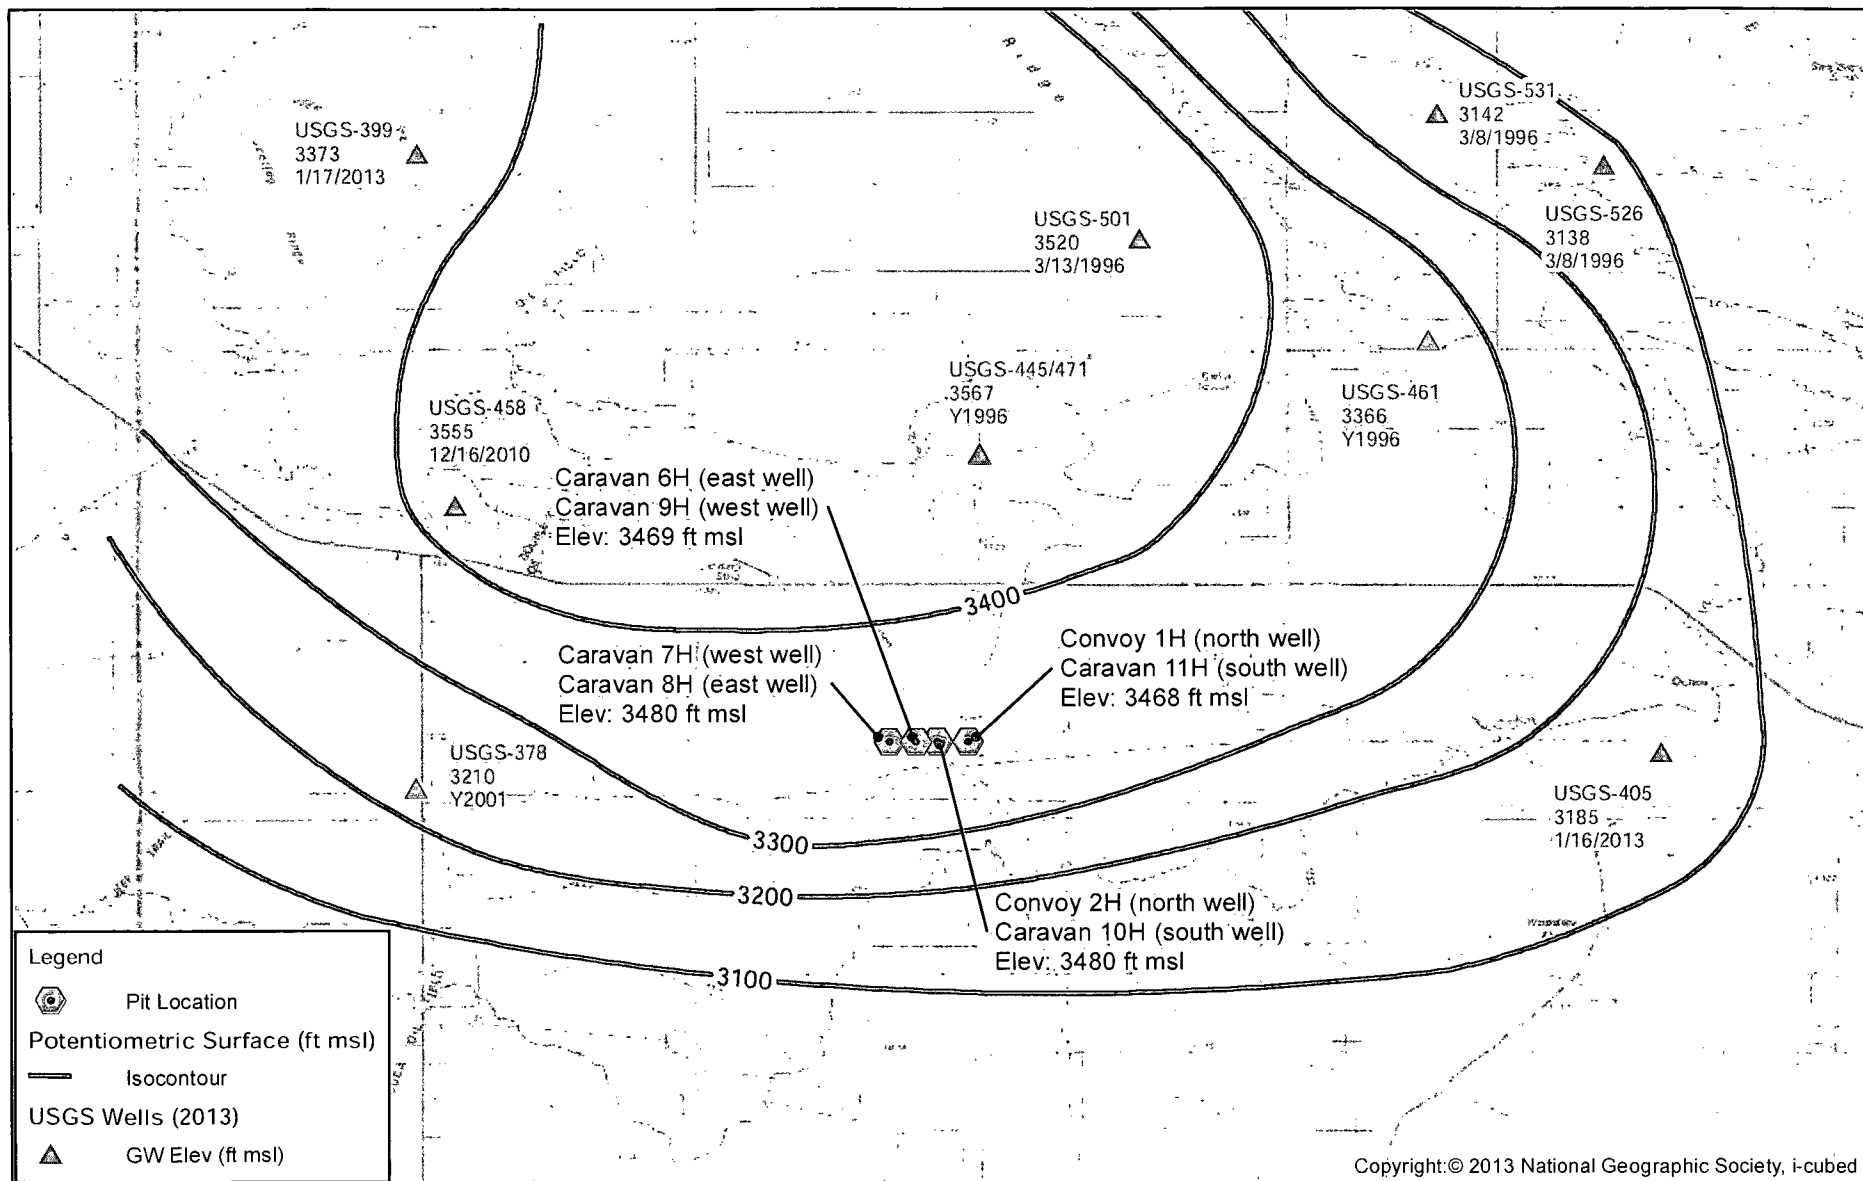 Ridge
USGS-531
3142
3/8/1996
USGS-399
3373
1/17/2013
USGS-526
3138
3/8/1996
USGS-501
3520
3/13/1996
USGS-445/471
3567
Y1996
USGS-461
3366
Y1996
USGS-458
3555
12/16/2010
Caravan 6H (east well)
Caravan 9H (west well)
Elev: 3469 ft msl
3400
Caravan 7H (west well)
Caravan 8H (east well)
Elev: 3480 ft msl
Convoy 1H (north well)
Caravan 11H (south well)
Elev: 3468 ft msl
USGS-378
3210
Y2001
USGS-405
3185
1/16/2013
3300
3200
3100
Convoy 2H (north well)
Caravan 10H (south well)
Elev: 3480 ft msl
Legend
Pit Location
Potentiometric Surface (ft msl)
Isocontour
USGS Wells (2013)
GW Elev (ft msl)
Copyright:© 2013 National Geographic Society, i-cubed